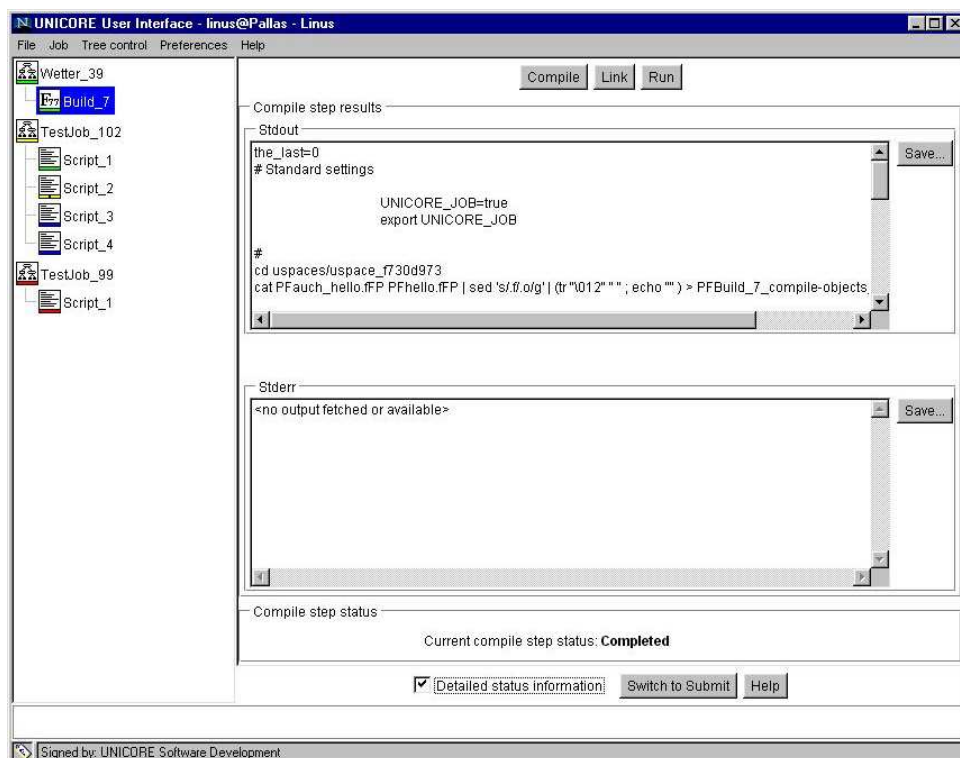 UNICORE User Interface - linus@Pallas - Linus
File Job Tree control Preferences Help
Wetter_39
F77 Build_7
TestJob_102
Script_1
Script_2
Script_3
Script_4
TestJob_99
Script_1
Compile Link Run
Compile step results
Stdout
the_last=0
# Standard settings
UNICORE_JOB=true
export UNICORE_JOB
#
cd uspaces/uspace_f730d973
cat PFauch_hello.fFP PFhello.fFP | sed 's/.f/.o/g' | (tr "\012" " " ; echo "" ) > PFBuild_7_compile-objects
Save...
Stderr
<no output fetched or available>
Save...
Compile step status
Current compile step status: Completed
Detailed status information Switch to Submit Help
Signed by: UNICORE Software Development